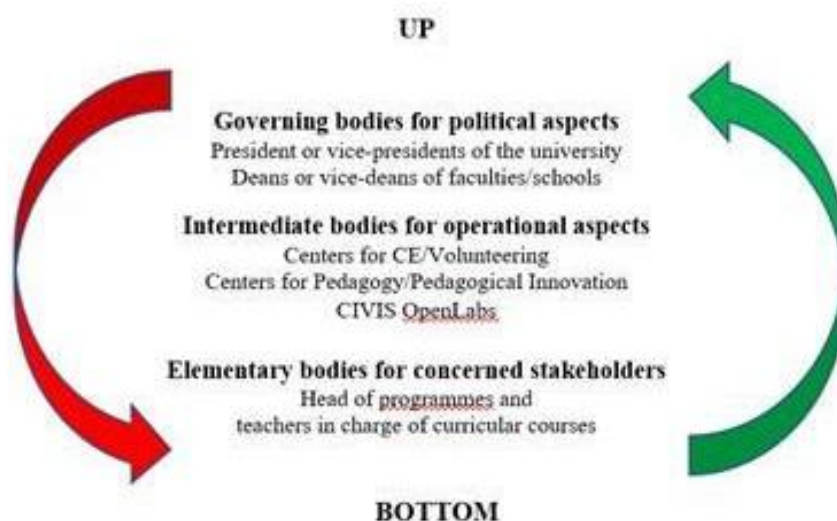 UP
Governing bodies for political aspects
President or vice-presidents of the university
Deans or vice-deans of faculties/schools
Intermediate bodies for operational aspects
Centers for CE/Volunteering
Centers for Pedagogy/Pedagogical Innovation
CIVIS OpenLabs
Elementary bodies for concerned stakeholders
Head of programmes and
teachers in charge of curricular courses
BOTTOM